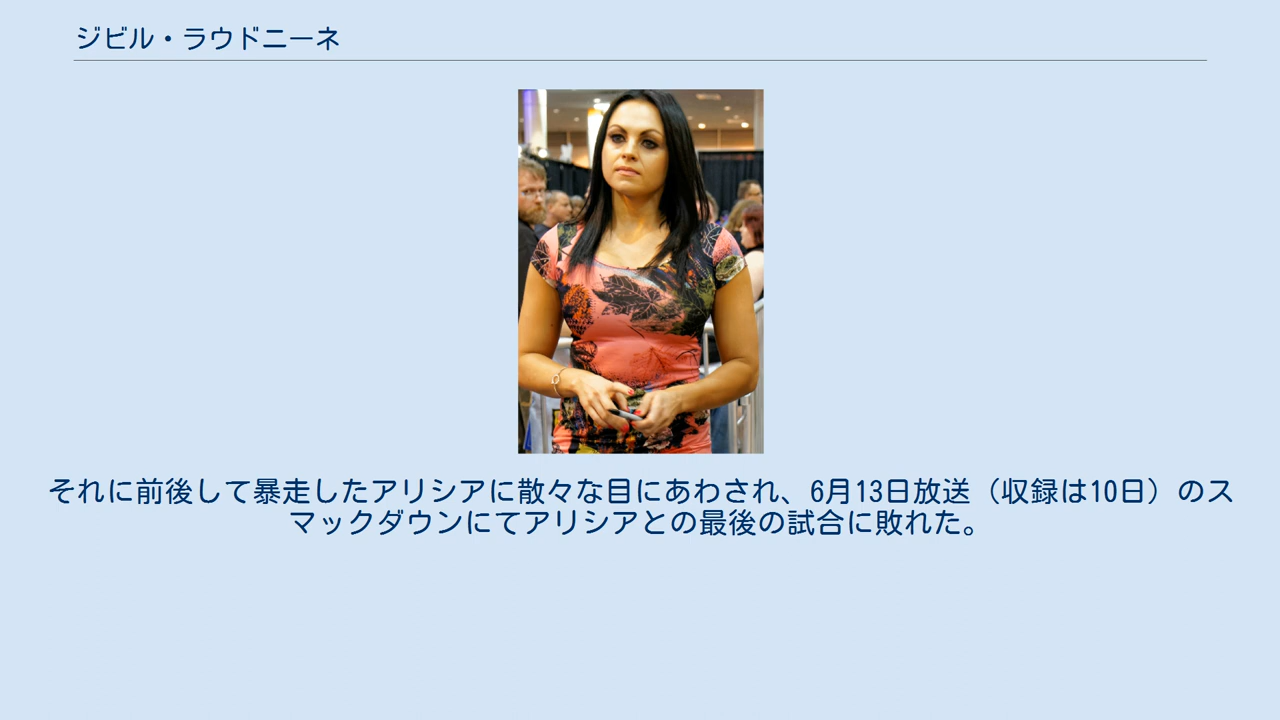 ジビル・ラウドニーネ
それに前後して暴走したアリシアに散々な目にあわされ、6月13日放送（収録は10日）のス
マックダウンにてアリシアとの最後の試合に敗れた。